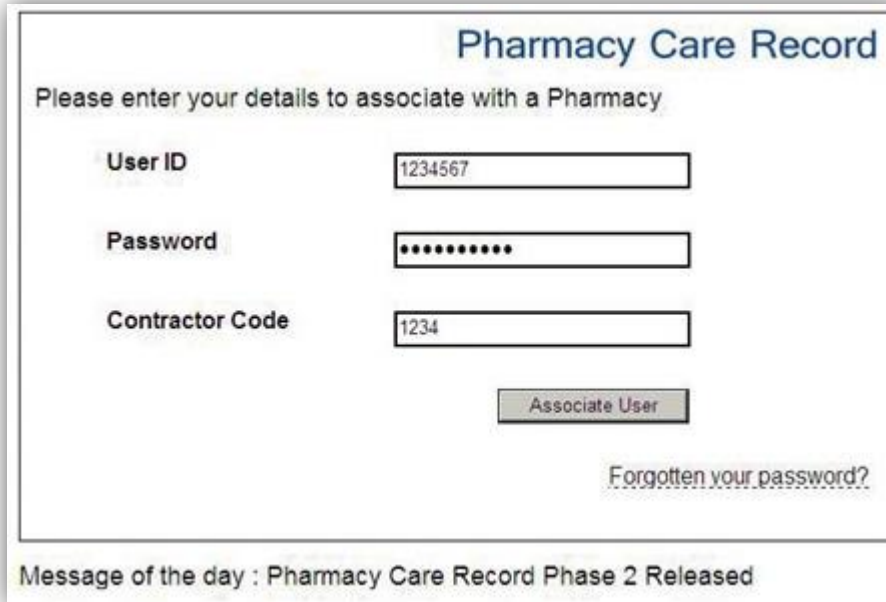 Pharmacy Care Record
Please enter your details to associate with a Pharmacy
User ID 1234567
Password ••••••••••
Contractor Code 1234
Associate User
Forgotten your password?
Message of the day : Pharmacy Care Record Phase 2 Released